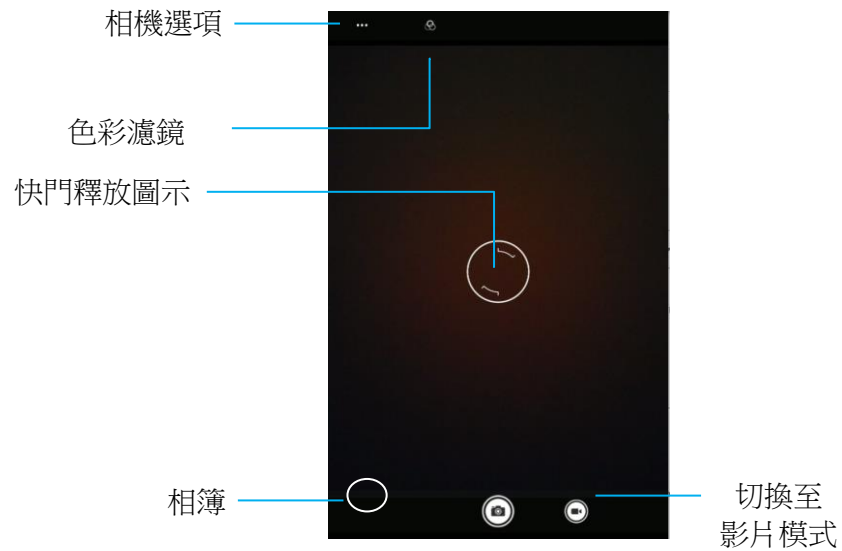 相機選項
色彩濾鏡
快門釋放圖示
相簿
切換至
影片模式